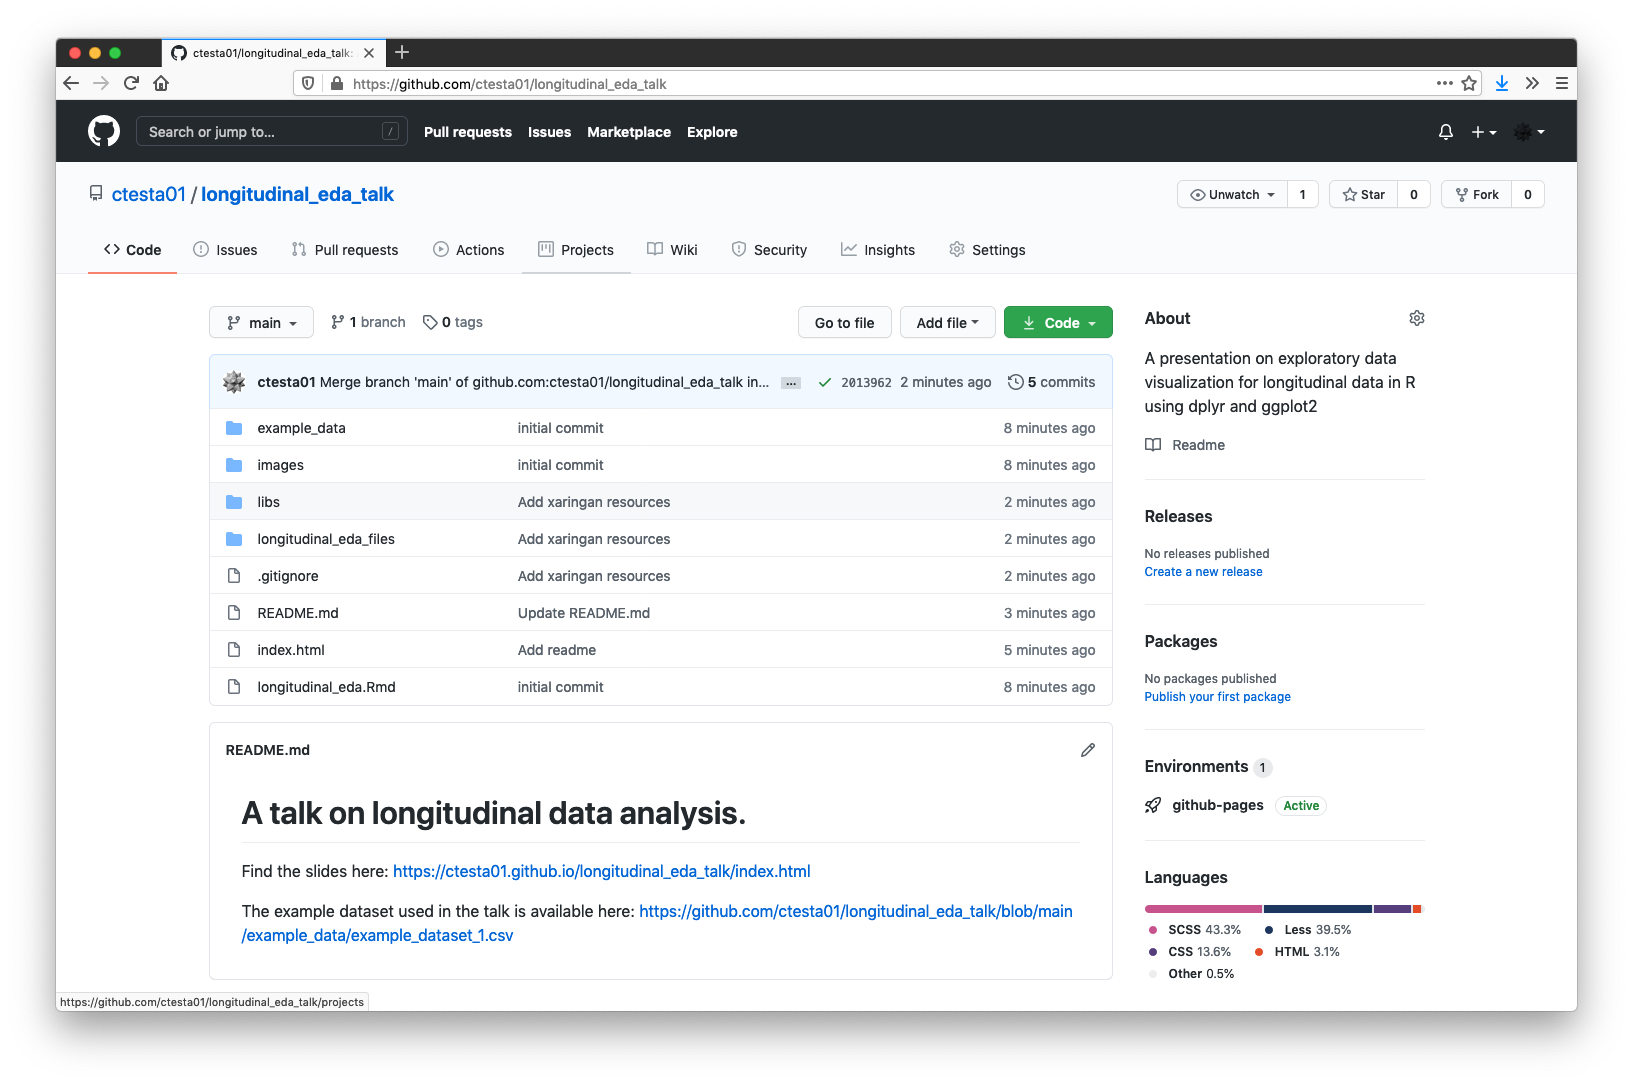 ctesta01/longitudinal_eda_talk:
https://github.com/ctesta01/longitudinal_eda_talk
Search or jump to… /
Pull requests Issues Marketplace Explore
ctesta01 / longitudinal_eda_talk
Unwatch 1 Star 0 Fork 0
Code Issues Pull requests Actions Projects Wiki Security Insights Settings
main 1 branch 0 tags Go to file Add file Code
ctesta01 Merge branch 'main' of github.com:ctesta01/longitudinal_eda_talk in… … 2013962 2 minutes ago 5 commits
example_data initial commit 8 minutes ago
images initial commit 8 minutes ago
libs Add xaringan resources 2 minutes ago
longitudinal_eda_files Add xaringan resources 2 minutes ago
.gitignore Add xaringan resources 2 minutes ago
README.md Update README.md 3 minutes ago
index.html Add readme 5 minutes ago
longitudinal_eda.Rmd initial commit 8 minutes ago
README.md
A talk on longitudinal data analysis.
Find the slides here: https://ctesta01.github.io/longitudinal_eda_talk/index.html
The example dataset used in the talk is available here: https://github.com/ctesta01/longitudinal_eda_talk/blob/main
/example_data/example_dataset_1.csv
About
A presentation on exploratory data
visualization for longitudinal data in R
using dplyr and ggplot2
Readme
Releases
No releases published
Create a new release
Packages
No packages published
Publish your first package
Environments 1
github-pages Active
Languages
SCSS 43.3% Less 39.5%
CSS 13.6% HTML 3.1%
Other 0.5%
https://github.com/ctesta01/longitudinal_eda_talk/projects